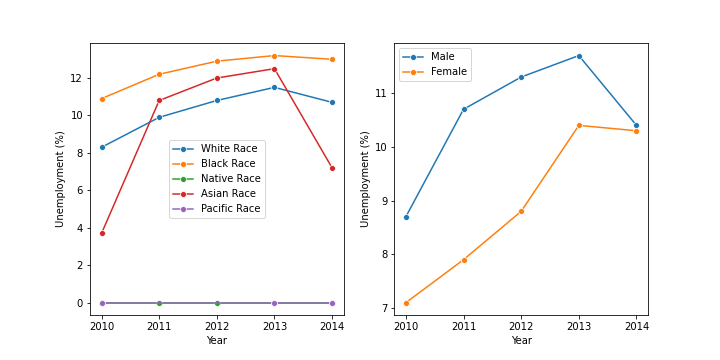 12
10
8
6
4
2
0
Unemployment (%)
2010 2011 2012 2013 2014
Year
White Race
Black Race
Native Race
Asian Race
Pacific Race
11
10
9
8
7
Unemployment (%)
2010 2011 2012 2013 2014
Year
Male
Female